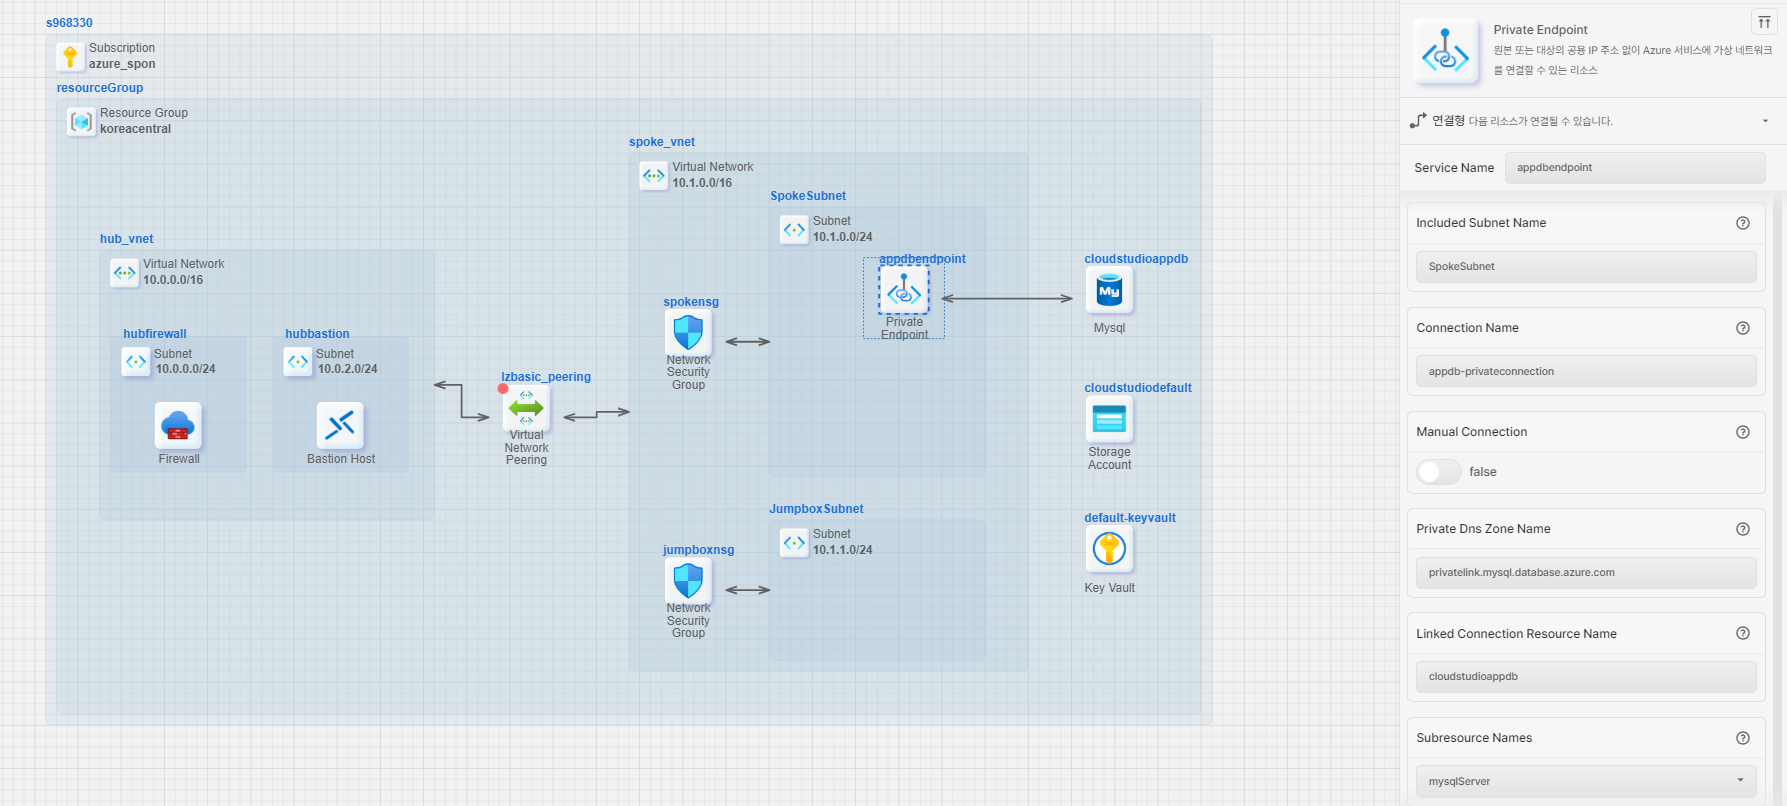 s968330
Subscription
azure_spon
resourceGroup
Resource Group
koreacentral
spoke_vnet
Virtual Network
10.1.0.0/16
SpokeSubnet
Subnet
10.1.0.0/24
hub_vnet
Virtual Network
10.0.0.0/16
appdbendpoint
Private
Endpoint
cloudstudioappdb
My
Mysql
spokensg
Network
Security
Group
hubfirewall
Subnet
10.0.0.0/24
Firewall
hubbastion
Subnet
10.0.2.0/24
Bastion Host
lzbasic_peering
Virtual
Network
Peering
cloudstudiodefault
Storage
Account
JumpboxSubnet
Subnet
10.1.1.0/24
default-keyvault
Key Vault
jumpboxnsg
Network
Security
Group
Private Endpoint
원본 또는 대상의 공용 IP 주소 없이 Azure 서비스에 가상 네트워크
를 연결할 수 있는 리소스
연결형 다음 리소스가 연결될 수 있습니다.
Service Name appdbendpoint
Included Subnet Name
SpokeSubnet
Connection Name
appdb-privateconnection
Manual Connection
false
Private Dns Zone Name
privatelink.mysql.database.azure.com
Linked Connection Resource Name
cloudstudioappdb
Subresource Names
mysqlServer